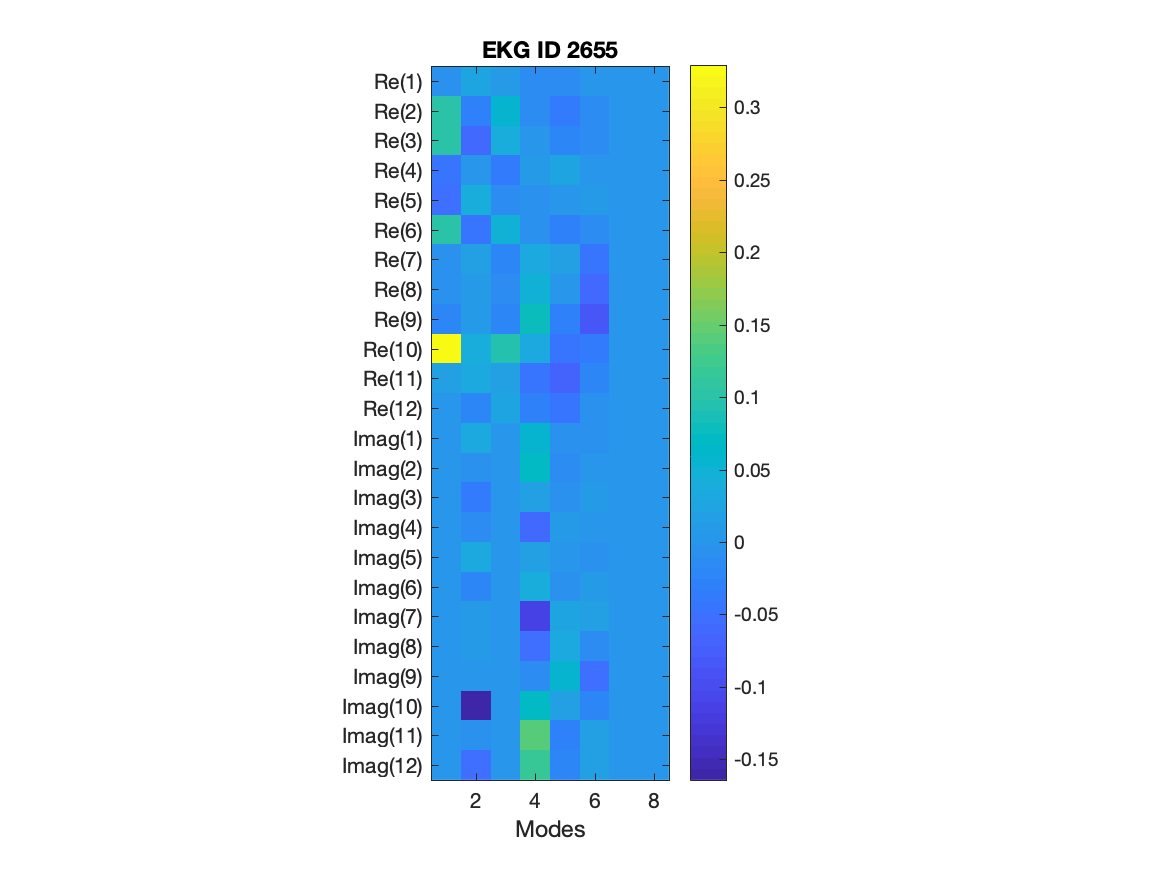 EKG ID 2655
Re(1)
Re(2)
Re(3)
Re(4)
Re(5)
Re(6)
Re(7)
Re(8)
Re(9)
Re(10)
Re(11)
Re(12)
Imag(1)
Imag(2)
Imag(3)
Imag(4)
Imag(5)
Imag(6)
Imag(7)
Imag(8)
Imag(9)
Imag(10)
Imag(11)
Imag(12)
2 4 6 8
Modes
0.3
0.25
0.2
0.15
0.1
0.05
0
-0.05
-0.1
-0.15